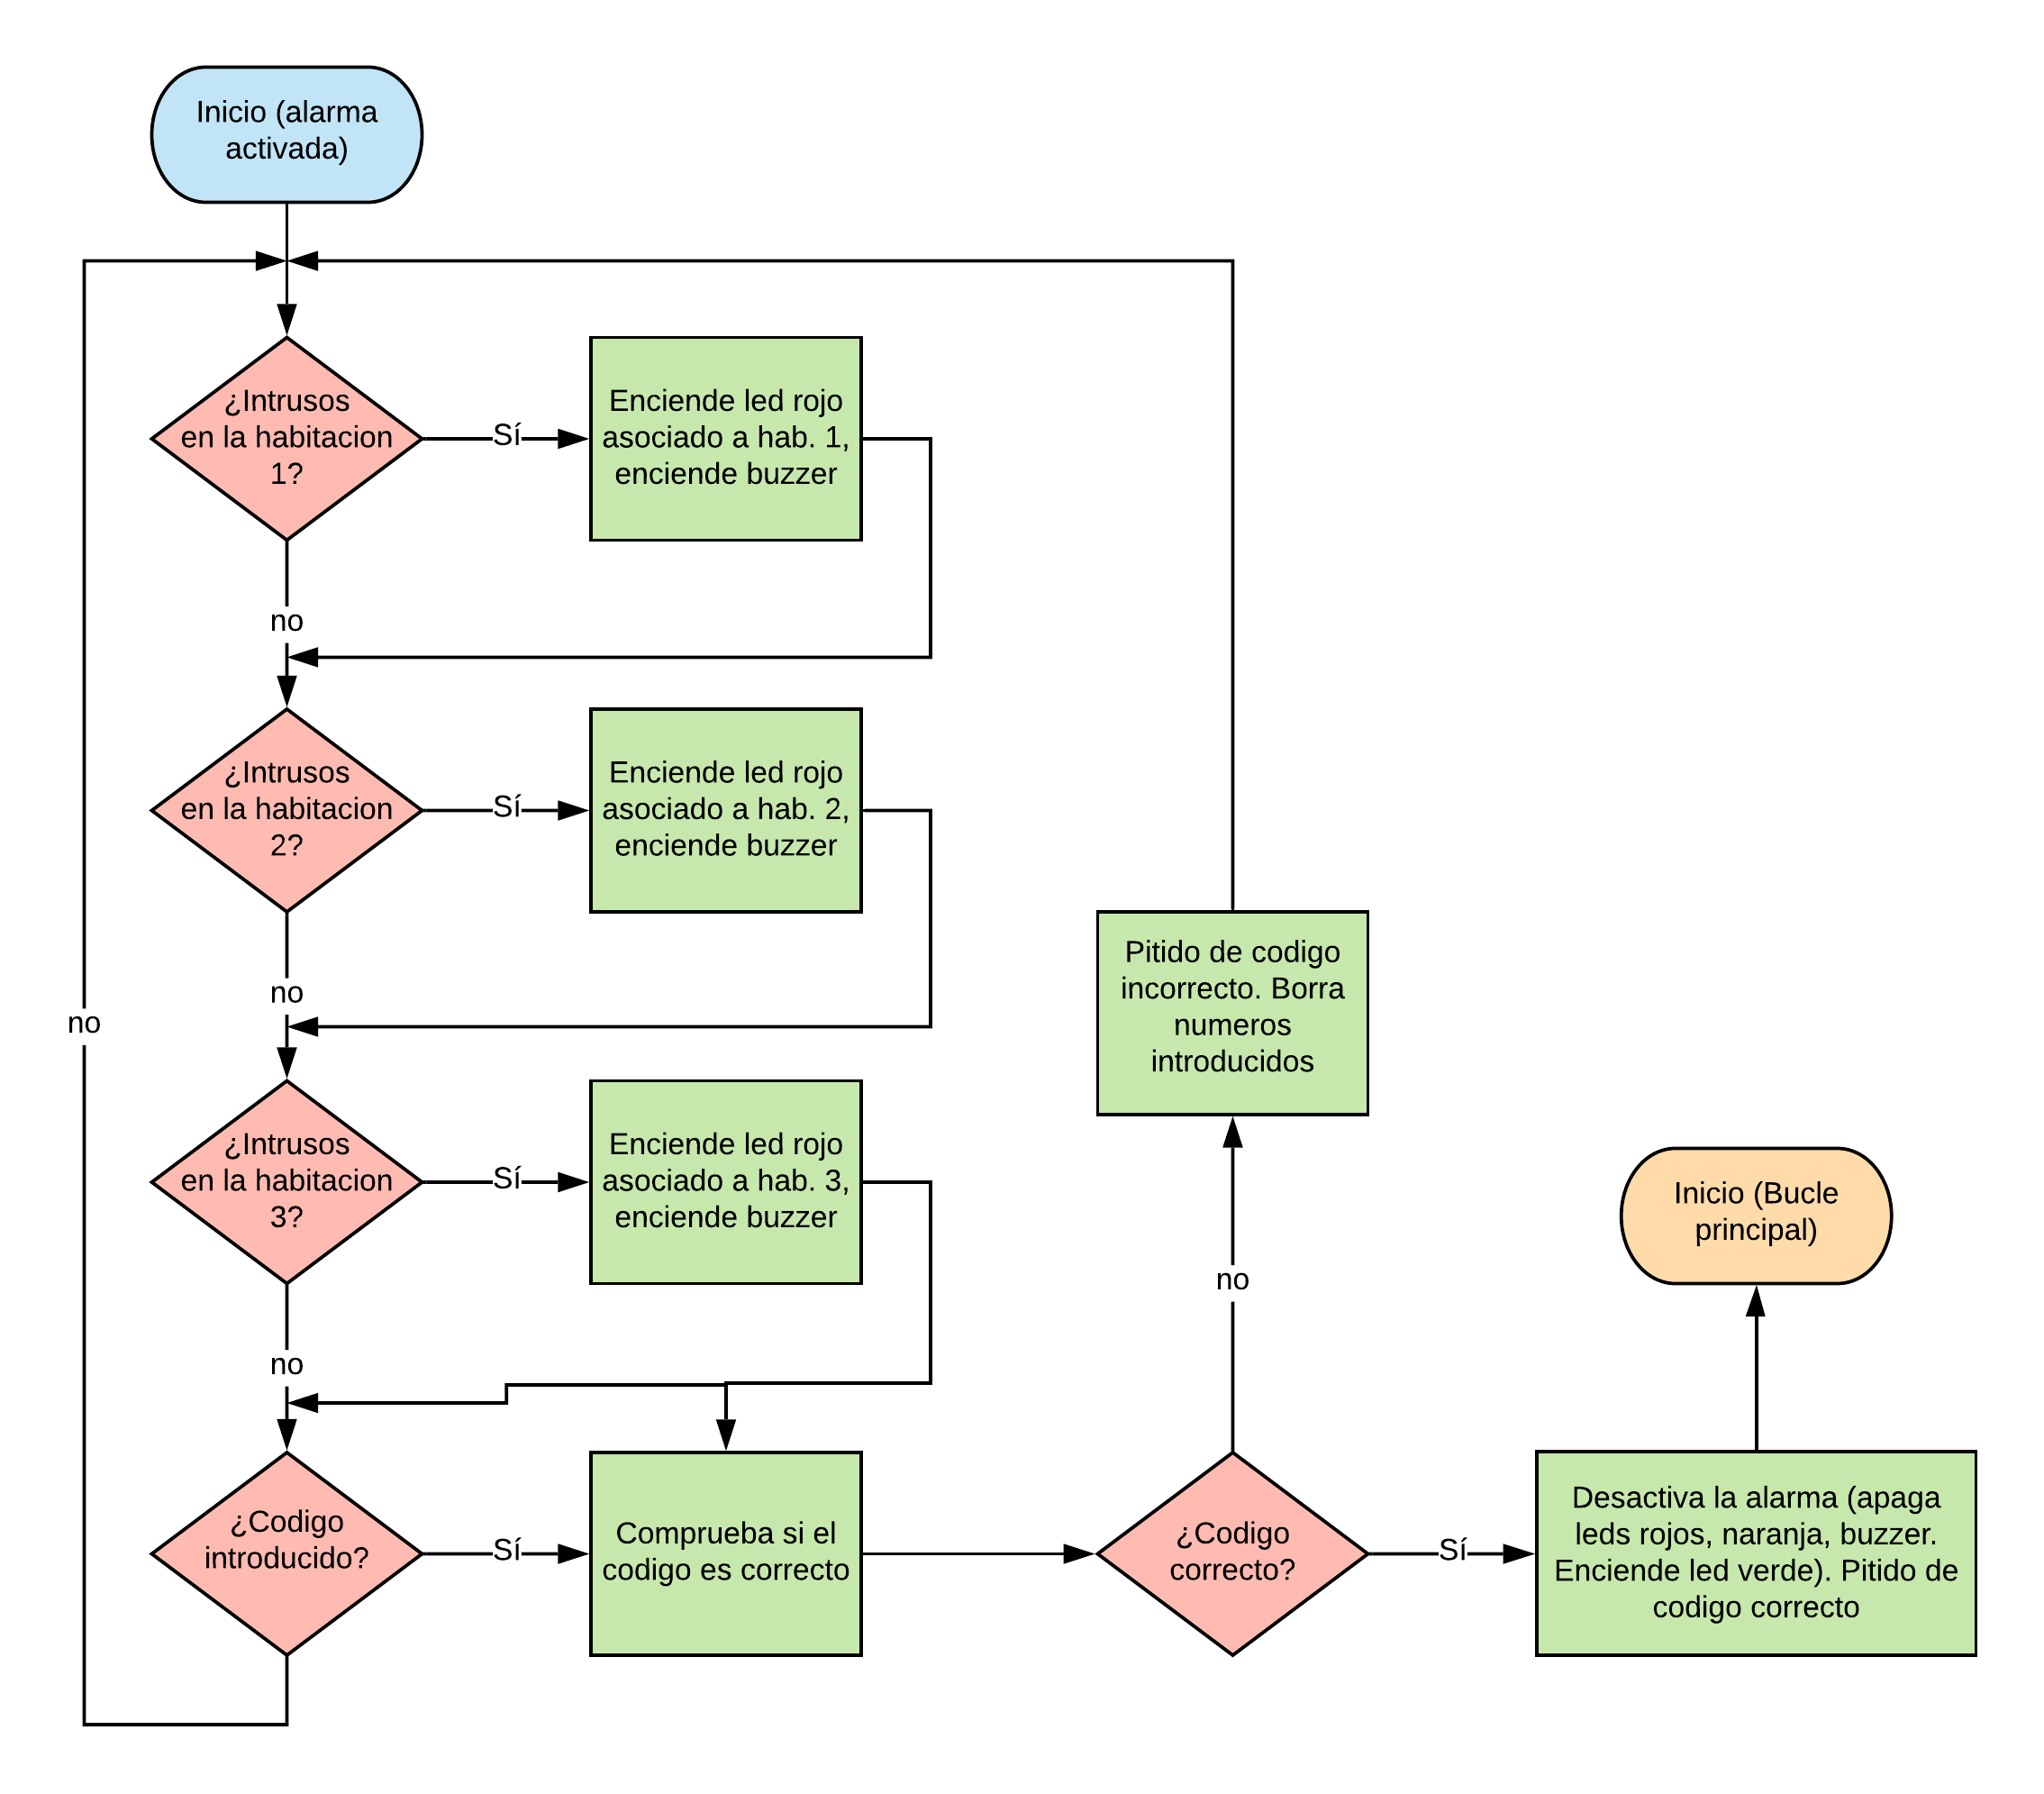 Inicio (alarma
activada)
¿Intrusos
en la habitacion
1?
Sí
Enciende led rojo
asociado a hab. 1,
enciende buzzer
no
¿Intrusos
en la habitacion
2?
Sí
Enciende led rojo
asociado a hab. 2,
enciende buzzer
no
no
¿Intrusos
en la habitacion
3?
Sí
Enciende led rojo
asociado a hab. 3,
enciende buzzer
no
¿Codigo
introducido?
Sí
Comprueba si el
codigo es correcto
¿Codigo
correcto?
no
Pitido de codigo
incorrecto. Borra
numeros
introducidos
Sí
Desactiva la alarma (apaga
leds rojos, naranja, buzzer.
Enciende led verde). Pitido de
codigo correcto
Inicio (Bucle
principal)